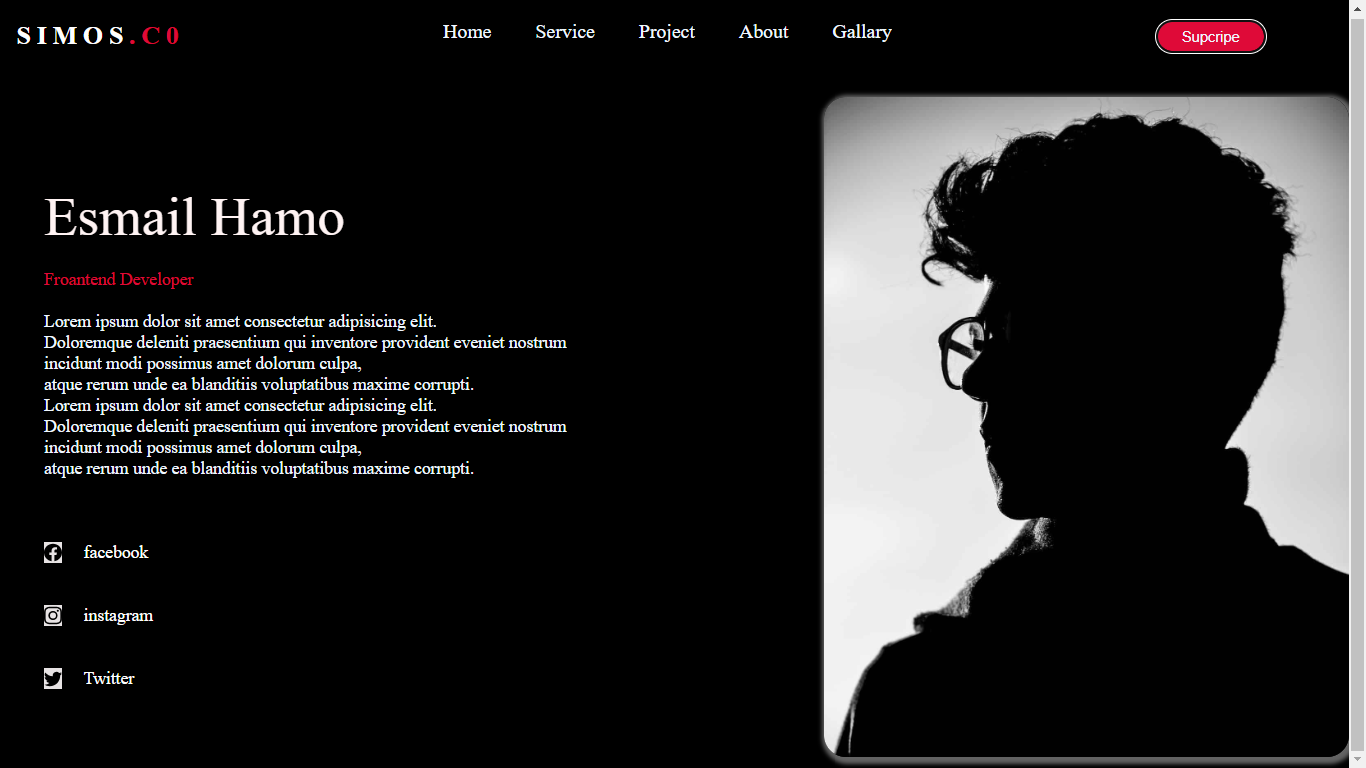 SIMOS.C0
Home Service Project About Gallary
Supcripe
Esmail Hamo
Froantend Developer
Lorem ipsum dolor sit amet consectetur adipisicing elit.
Doloremque deleniti praesentium qui inventore provident eveniet nostrum
incidunt modi possimus amet dolorum culpa,
atque rerum unde ea blanditiis voluptatibus maxime corrupti.
Lorem ipsum dolor sit amet consectetur adipisicing elit.
Doloremque deleniti praesentium qui inventore provident eveniet nostrum
incidunt modi possimus amet dolorum culpa,
atque rerum unde ea blanditiis voluptatibus maxime corrupti.
facebook
instagram
Twitter